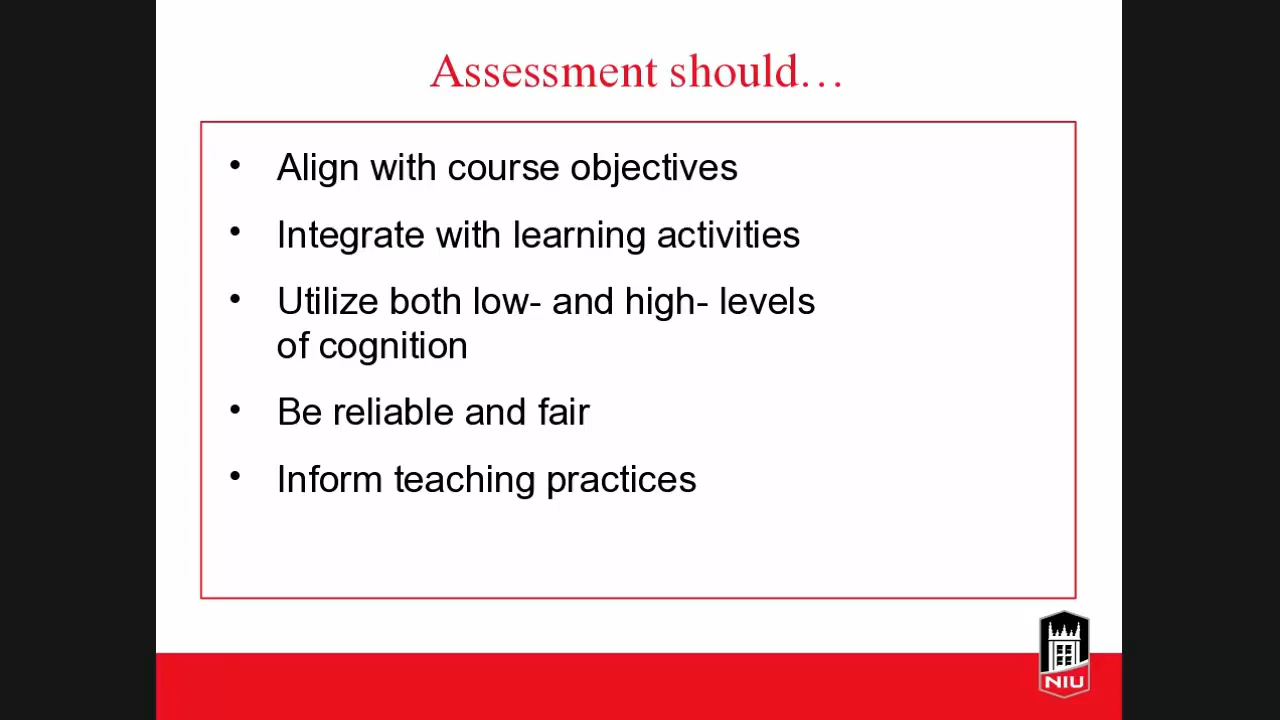 Assessment should…
• Align with course objectives
• Integrate with learning activities
• Utilize both low- and high- levels
of cognition
• Be reliable and fair
• Inform teaching practices
NIU